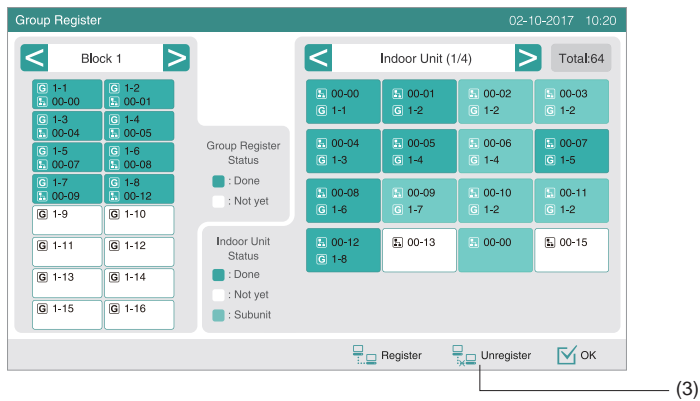 Group Register
02-10-2017 10:20
< Block 1 >
G 1-1
00-00
G 1-2
00-01
G 1-3
00-04
G 1-4
00-05
G 1-5
00-07
G 1-6
00-08
G 1-7
00-09
G 1-8
00-12
G 1-9
G 1-10
G 1-11
G 1-12
G 1-13
G 1-14
G 1-15
G 1-16
Group Register
Status
: Done
: Not yet
Indoor Unit
Status
: Done
: Not yet
: Subunit
< Indoor Unit (1/4) >
Total:64
00-00
G 1-1
00-01
G 1-2
00-02
G 1-2
00-03
G 1-2
00-04
G 1-3
00-05
G 1-4
00-06
G 1-4
00-07
G 1-5
00-08
G 1-6
00-09
G 1-7
00-10
G 1-2
00-11
G 1-2
00-12
G 1-8
00-13
00-00
00-15
Register
Unregister
OK
(3)